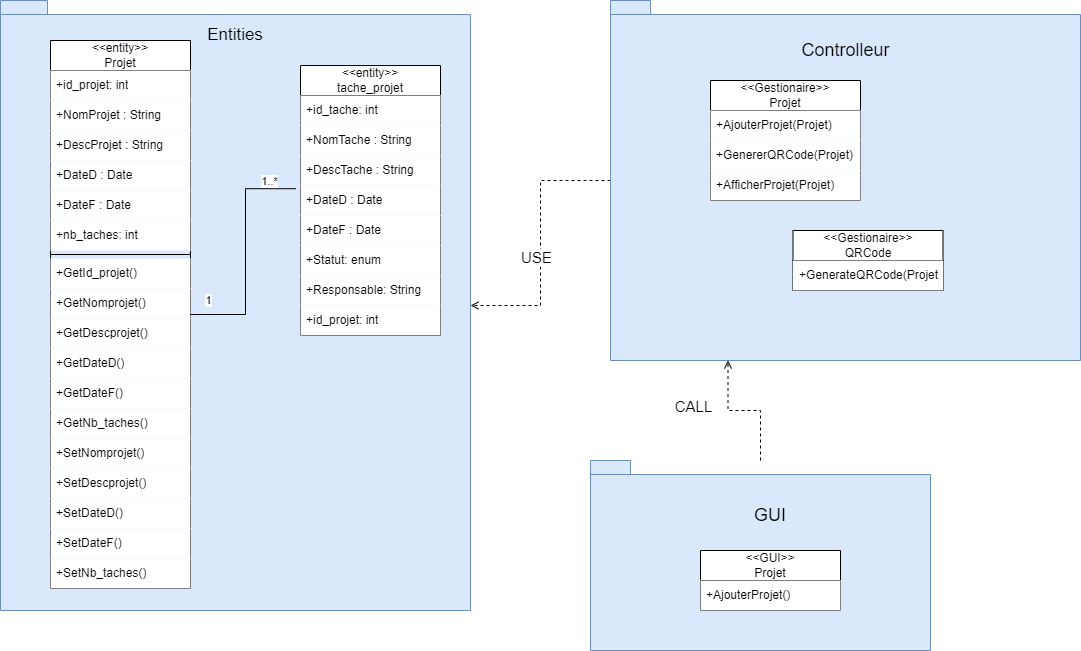 Entities
<<entity>>
Projet
+id_projet: int
+NomProjet : String
+DescProjet : String
+DateD : Date
+DateF : Date
+nb_taches: int
+GetId_projet()
+GetNomprojet()
+GetDescprojet()
+GetDateD()
+GetDateF()
+GetNb_taches()
+SetNomprojet()
+SetDescprojet()
+SetDateD()
+SetDateF()
+SetNb_taches()
1
1..*
<<entity>>
tache_projet
+id_tache: int
+NomTache : String
+DescTache : String
+DateD : Date
+DateF : Date
+Statut: enum
+Responsable: String
+id_projet: int
USE
Controlleur
<<Gestionaire>>
Projet
+AjouterProjet(Projet)
+GenererQRCode(Projet)
+AfficherProjet(Projet)
<<Gestionaire>>
QRCode
+GenerateQRCode(Projet
CALL
GUI
<<GUI>>
Projet
+AjouterProjet()